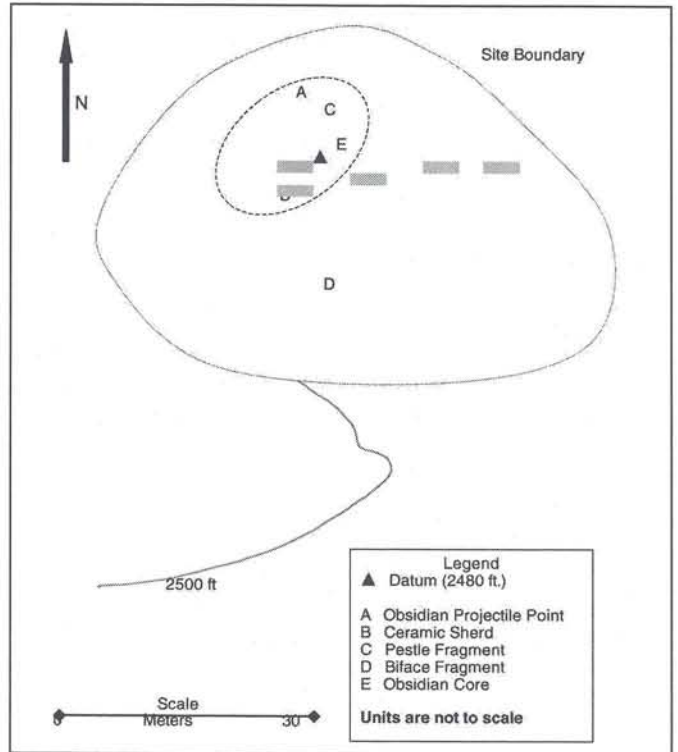 Site Boundary
N
A
C
E
D
2500 ft
Legend
▲ Datum (2480 ft.)
A Obsidian Projectile Point
B Ceramic Sherd
C Pestle Fragment
D Biface Fragment
E Obsidian Core
Units are not to scale
Scale
Meters 30